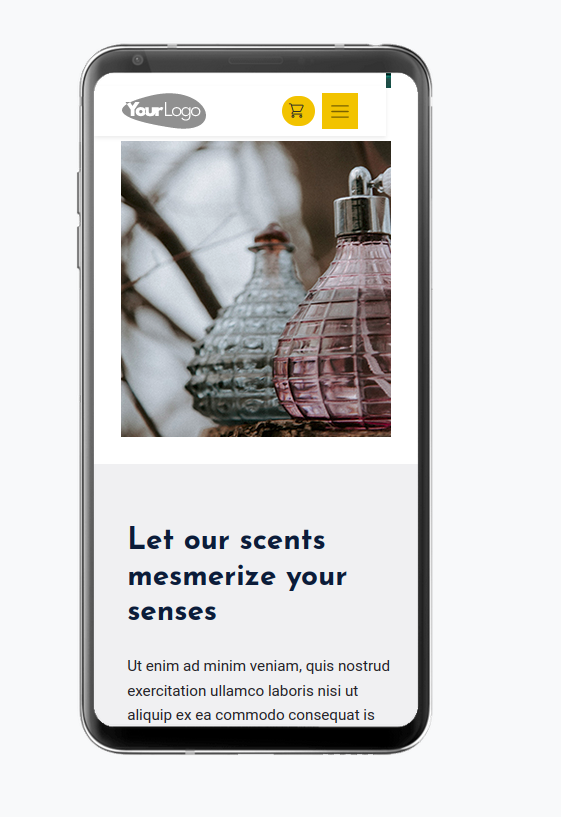 YourLogo
Let our scents
mesmerize your
senses
Ut enim ad minim veniam, quis nostrud
exercitation ullamco laboris nisi ut
aliquip ex ea commodo consequat is